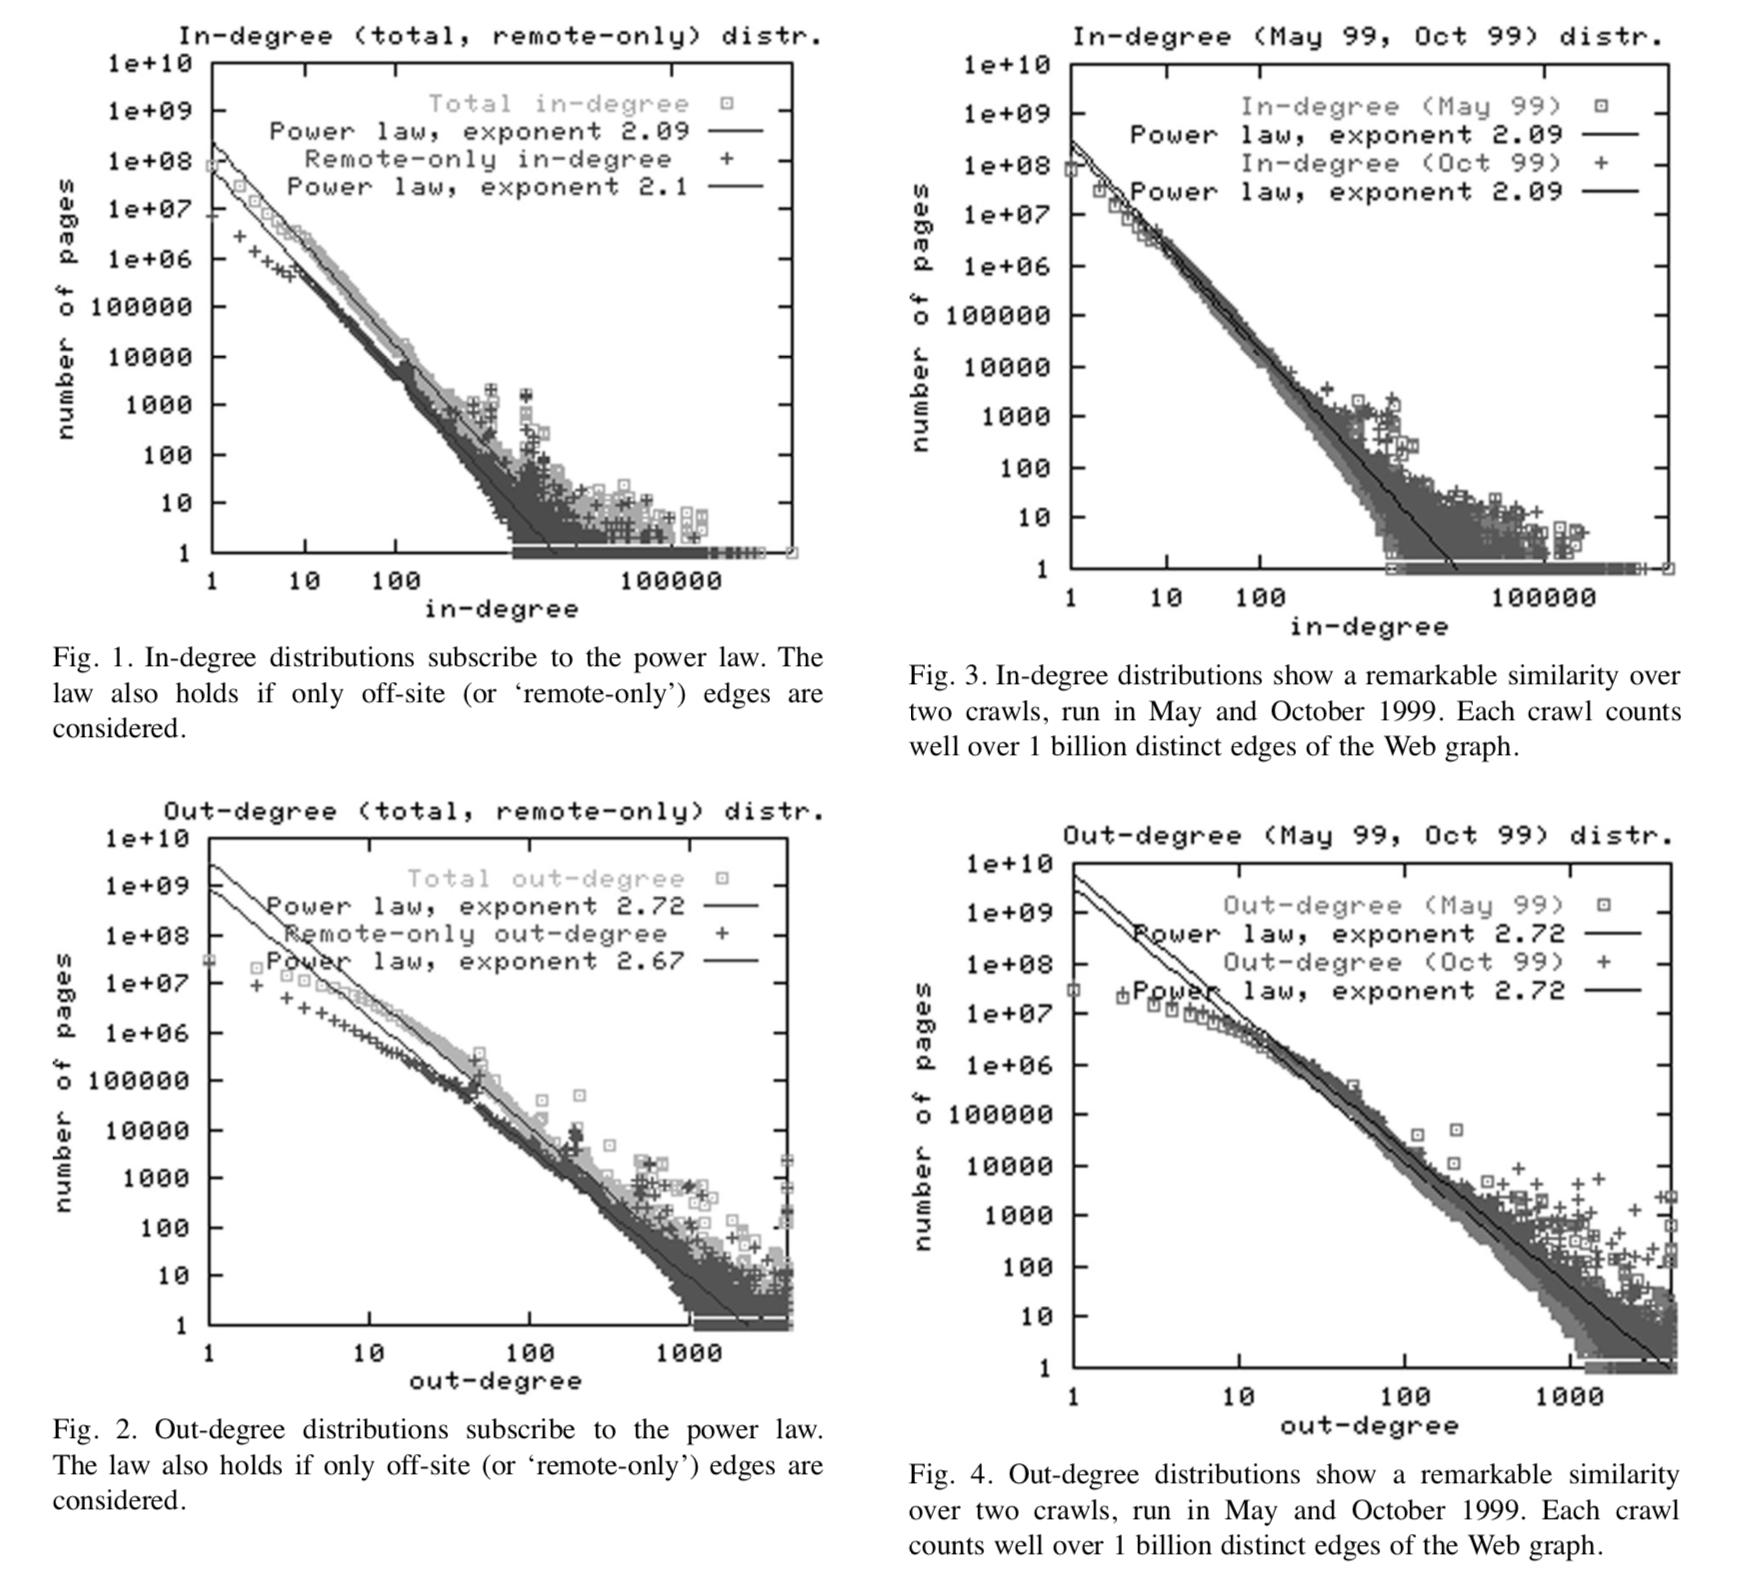 In-degree (total, remote-only) distr.
1e+10
1e+09
1e+08
1e+07
1e+06
100000
10000
1000
100
10
1
number of pages
Total in-degree
Power law, exponent 2.09
Remote-only in-degree
Power law, exponent 2.1
1 10 100 100000
in-degree
Fig. 1. In-degree distributions subscribe to the power law. The
law also holds if only off-site (or ‘remote-only’) edges are
considered.
Out-degree (total, remote-only) distr.
1e+10
1e+09
1e+08
1e+07
1e+06
100000
10000
1000
100
10
1
number of pages
Total out-degree
Power law, exponent 2.72
Remote-only out-degree
Power law, exponent 2.67
1 10 100 1000
out-degree
Fig. 2. Out-degree distributions subscribe to the power law.
The law also holds if only off-site (or ‘remote-only’) edges are
considered.
In-degree (May 99, Oct 99) distr.
1e+10
1e+09
1e+08
1e+07
1e+06
100000
10000
1000
100
10
1
number of pages
In-degree (May 99)
Power law, exponent 2.09
In-degree (Oct 99)
Power law, exponent 2.09
1 10 100 100000
in-degree
Fig. 3. In-degree distributions show a remarkable similarity over
two crawls, run in May and October 1999. Each crawl counts
well over 1 billion distinct edges of the Web graph.
Out-degree (May 99, Oct 99) distr.
1e+10
1e+09
1e+08
1e+07
1e+06
100000
10000
1000
100
10
1
number of pages
Out-degree (May 99)
Power law, exponent 2.72
Out-degree (Oct 99)
Power law, exponent 2.72
1 10 100 1000
out-degree
Fig. 4. Out-degree distributions show a remarkable similarity
over two crawls, run in May and October 1999. Each crawl
counts well over 1 billion distinct edges of the Web graph.